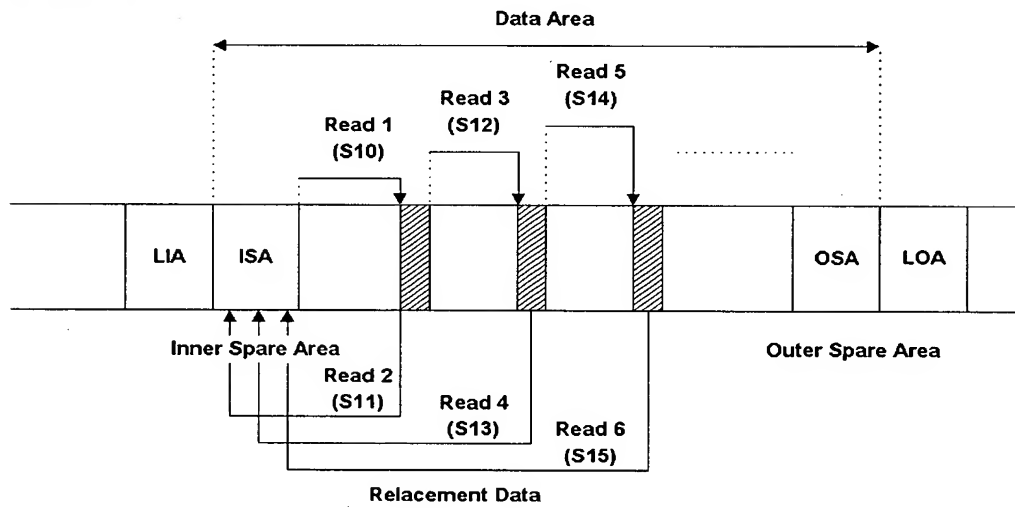 Data Area
Read 5
(S14)
Read 3
(S12)
Read 1
(S10)
LIA
ISA
OSA
LOA
Inner Spare Area
Outer Spare Area
Read 2
(S11)
Read 4
(S13)
Read 6
(S15)
Relacement Data